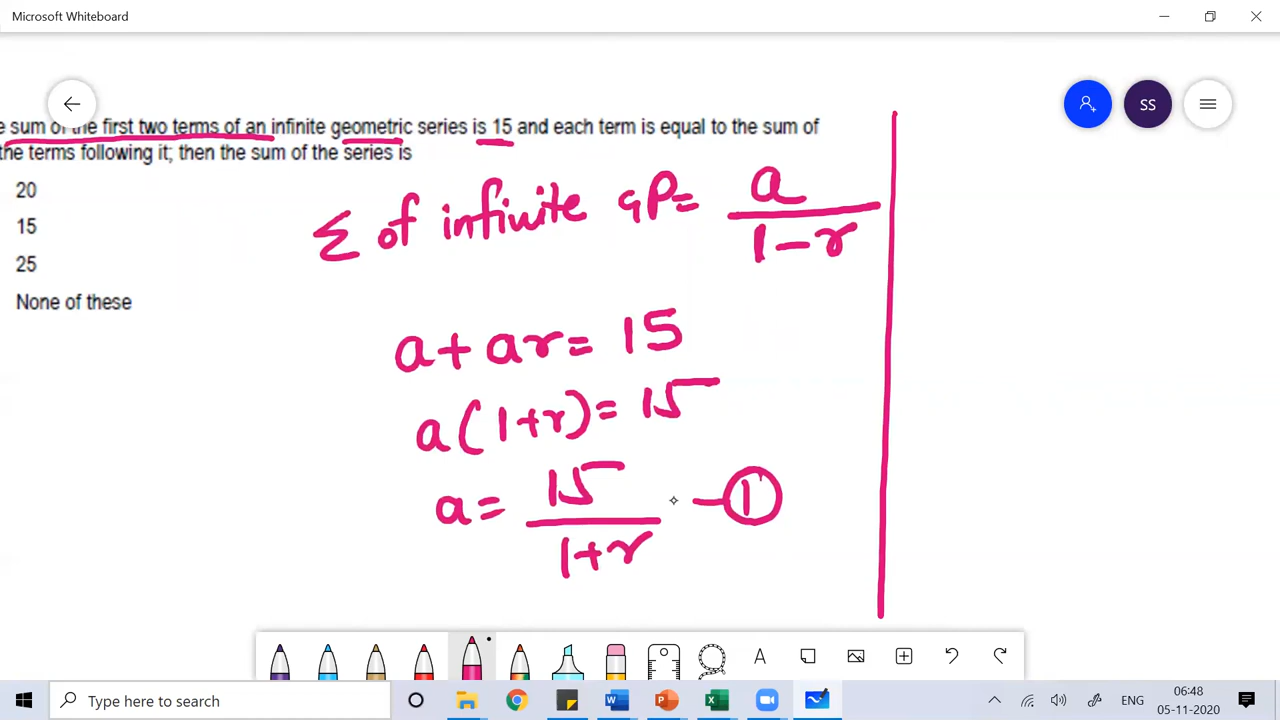 Microsoft Whiteboard
SS
e sum of the first two terms of an infinite geometric series is 15 and each term is equal to the sum of
the terms following it; then the sum of the series is
20
15
25
None of these
Σ of infinite GP = a / 1 - r
a + ar = 15
a(1+r) = 15
a = 15 / 1+r - ①
Type here to search
ENG
06:48
05-11-2020